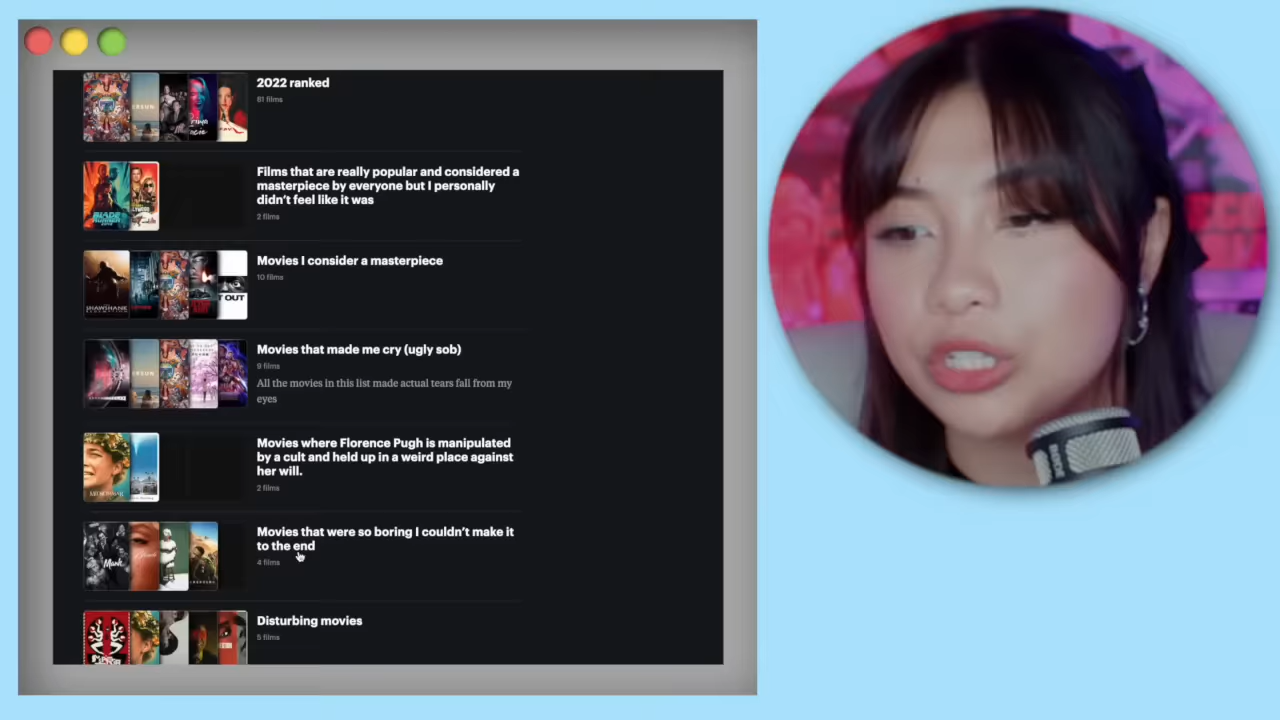 2022 ranked
81 films
Films that are really popular and considered a
masterpiece by everyone but I personally
didn't feel like it was
2 films
Movies I consider a masterpiece
10 films
SHAWSHANK
T OUT
Movies that made me cry (ugly sob)
9 films
All the movies in this list made actual tears fall from my
eyes
Movies where Florence Pugh is manipulated
by a cult and held up in a weird place against
her will.
2 films
Movies that were so boring I couldn't make it
to the end
4 films
Mank
Disturbing movies
5 films